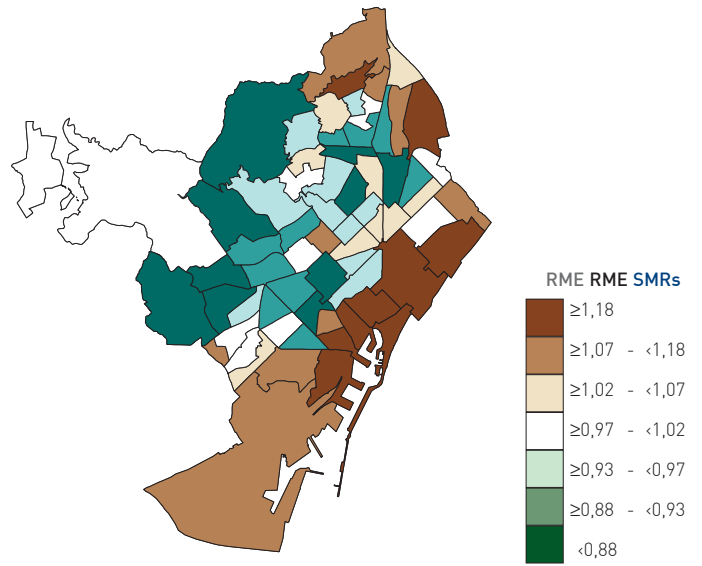 RME RME SMRs
≥1,18
≥1,07 - <1,18
≥1,02 - <1,07
≥0,97 - <1,02
≥0,93 - <0,97
≥0,88 - <0,93
<0,88